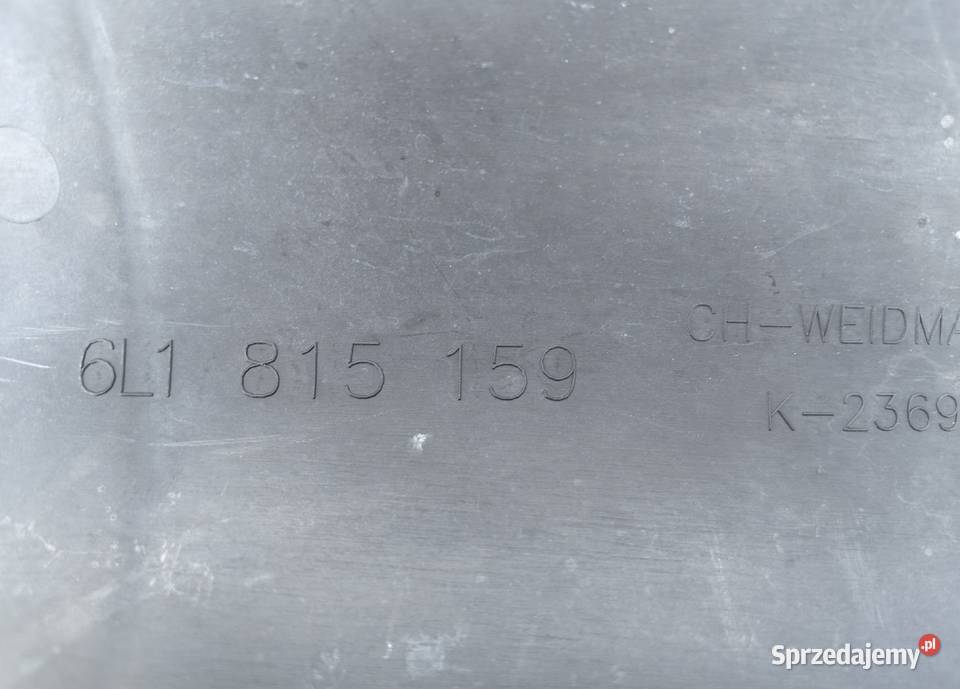 6L1 815 159
CH-WEIDMA
K-2369
Sprzedajemy.pl